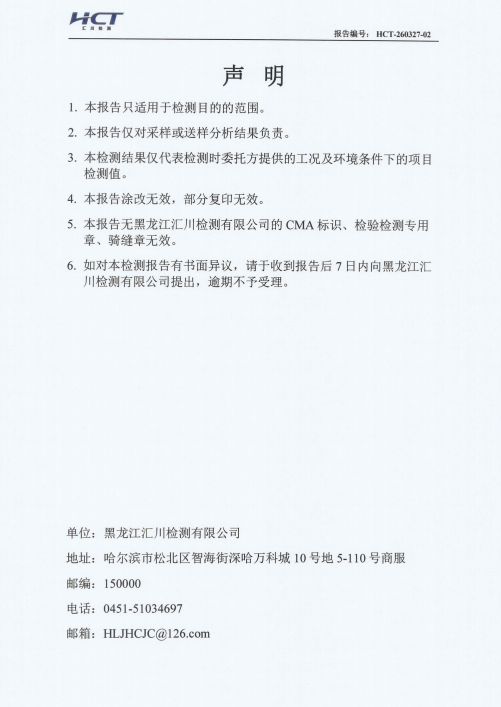 HCT
汇川检测
报告编号：HCT-260327-02
声 明
1. 本报告只适用于检测目的的范围。
2. 本报告仅对采样或送样分析结果负责。
3. 本检测结果仅代表检测时委托方提供的工况及环境条件下的项目
检测值。
4. 本报告涂改无效，部分复印无效。
5. 本报告无黑龙江汇川检测有限公司的 CMA 标识、检验检测专用
章、骑缝章无效。
6. 如对本检测报告有书面异议，请于收到报告后 7 日内向黑龙江汇
川检测有限公司提出，逾期不予受理。
单位：黑龙江汇川检测有限公司
地址：哈尔滨市松北区智海街深哈万科城 10 号地 5-110 号商服
邮编：150000
电话：0451-51034697
邮箱：HLJHCJC@126.com